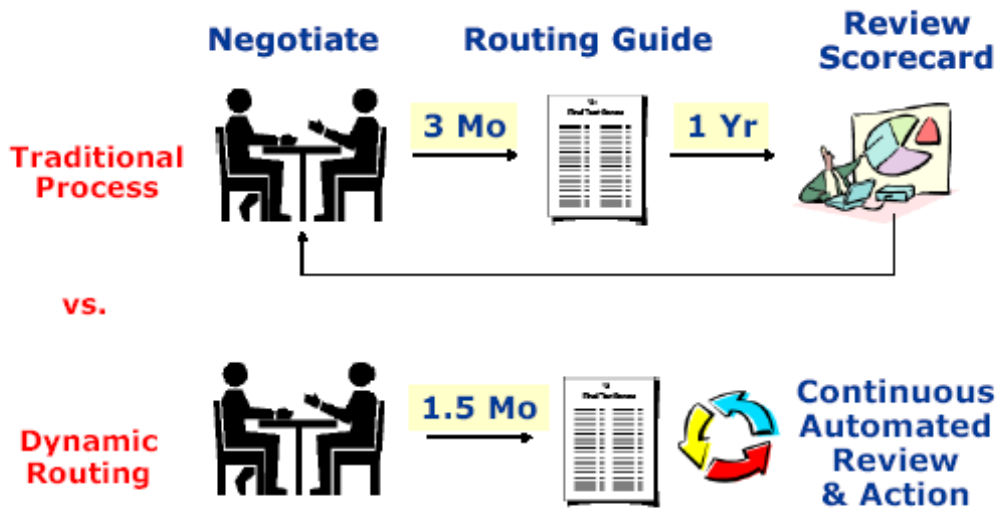 Negotiate
Routing Guide
Review
Scorecard
Traditional
Process
3 Mo
1 Yr
vs.
Dynamic
Routing
1.5 Mo
Continuous
Automated
Review
& Action